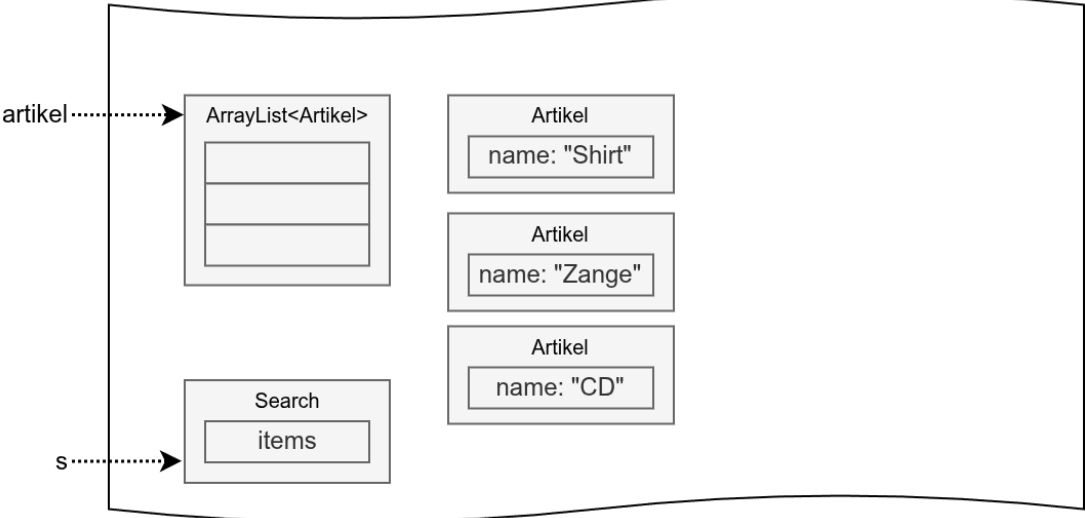 artikel
ArrayList<Artikel>
Artikel
name: "Shirt"
Artikel
name: "Zange"
Artikel
name: "CD"
Search
items
s